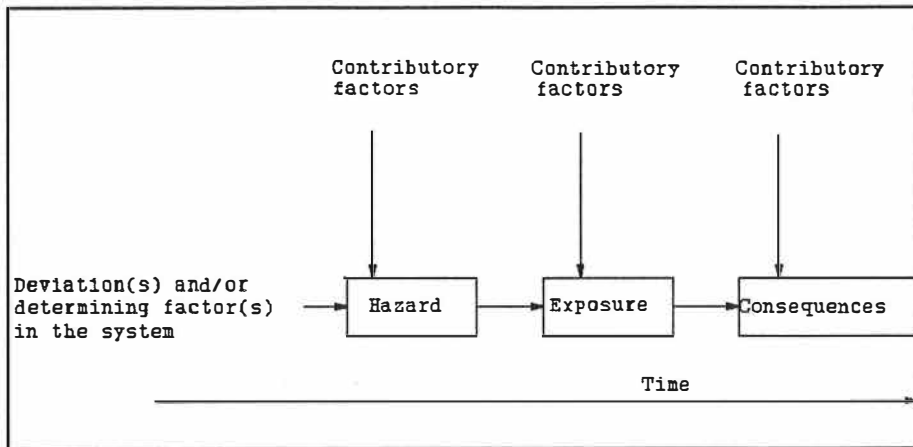 Contributory
factors
Contributory
factors
Contributory
factors
Deviation(s) and/or
determining factor(s)
in the system
Hazard
Exposure
Consequences
Time